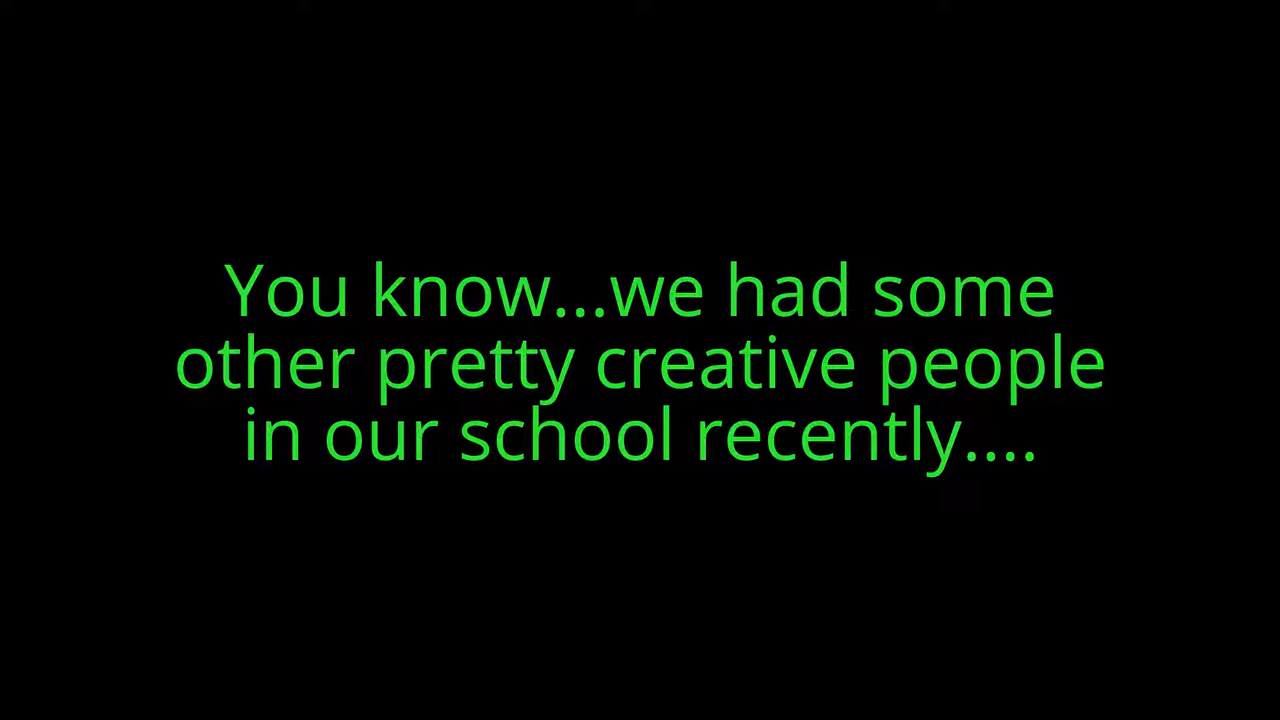 You know...we had some
other pretty creative people
in our school recently....